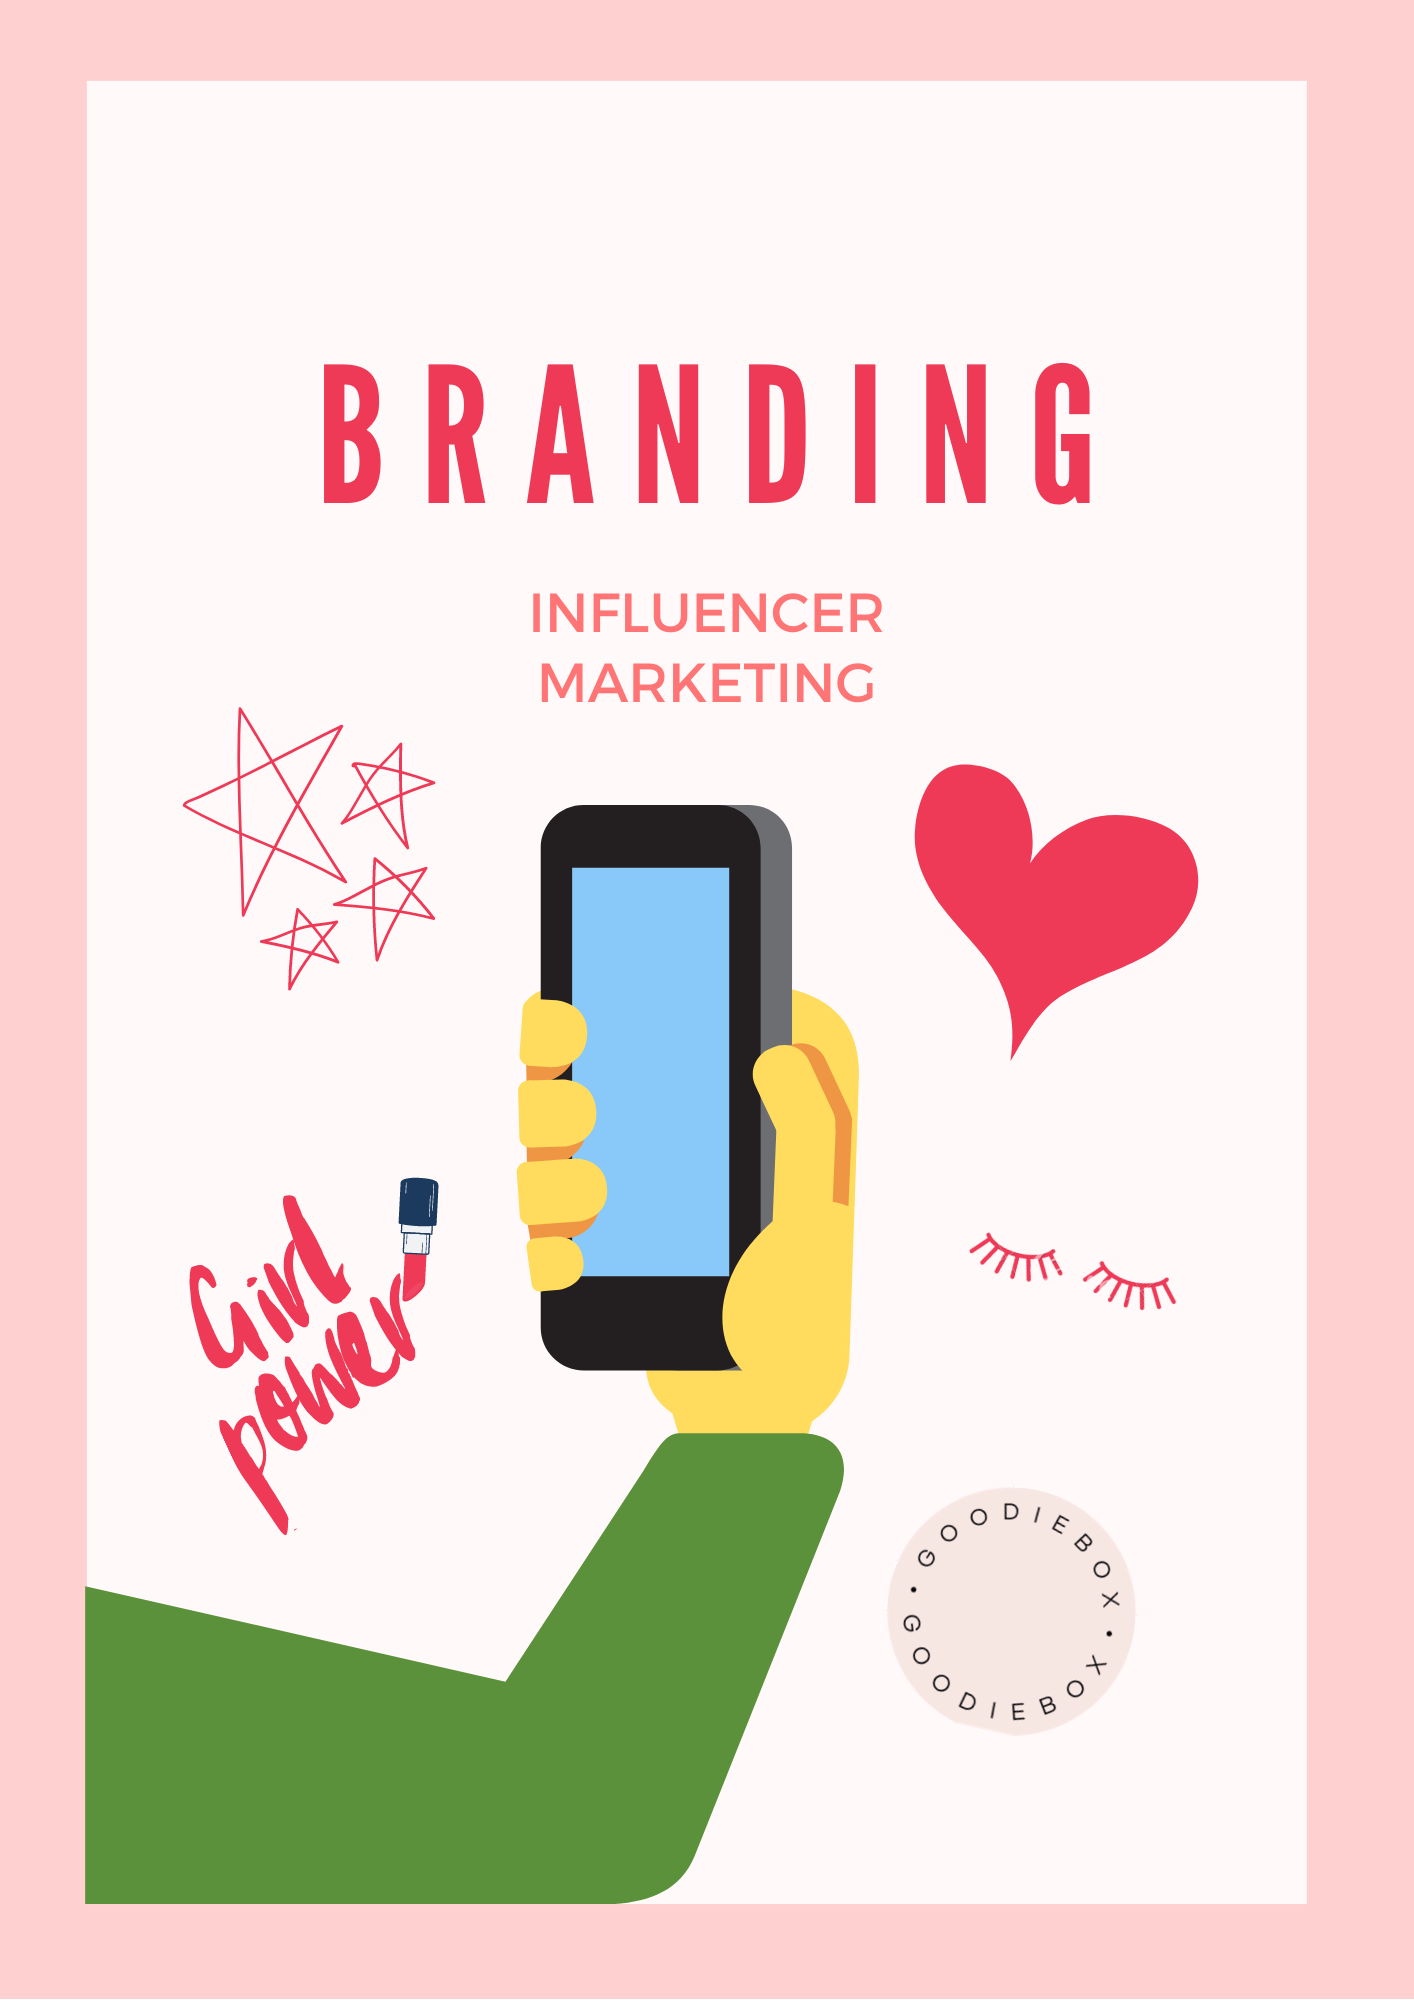 BRANDING
INFLUENCER
MARKETING
Girl
power
GOODIEBOX • GOODIEBOX •